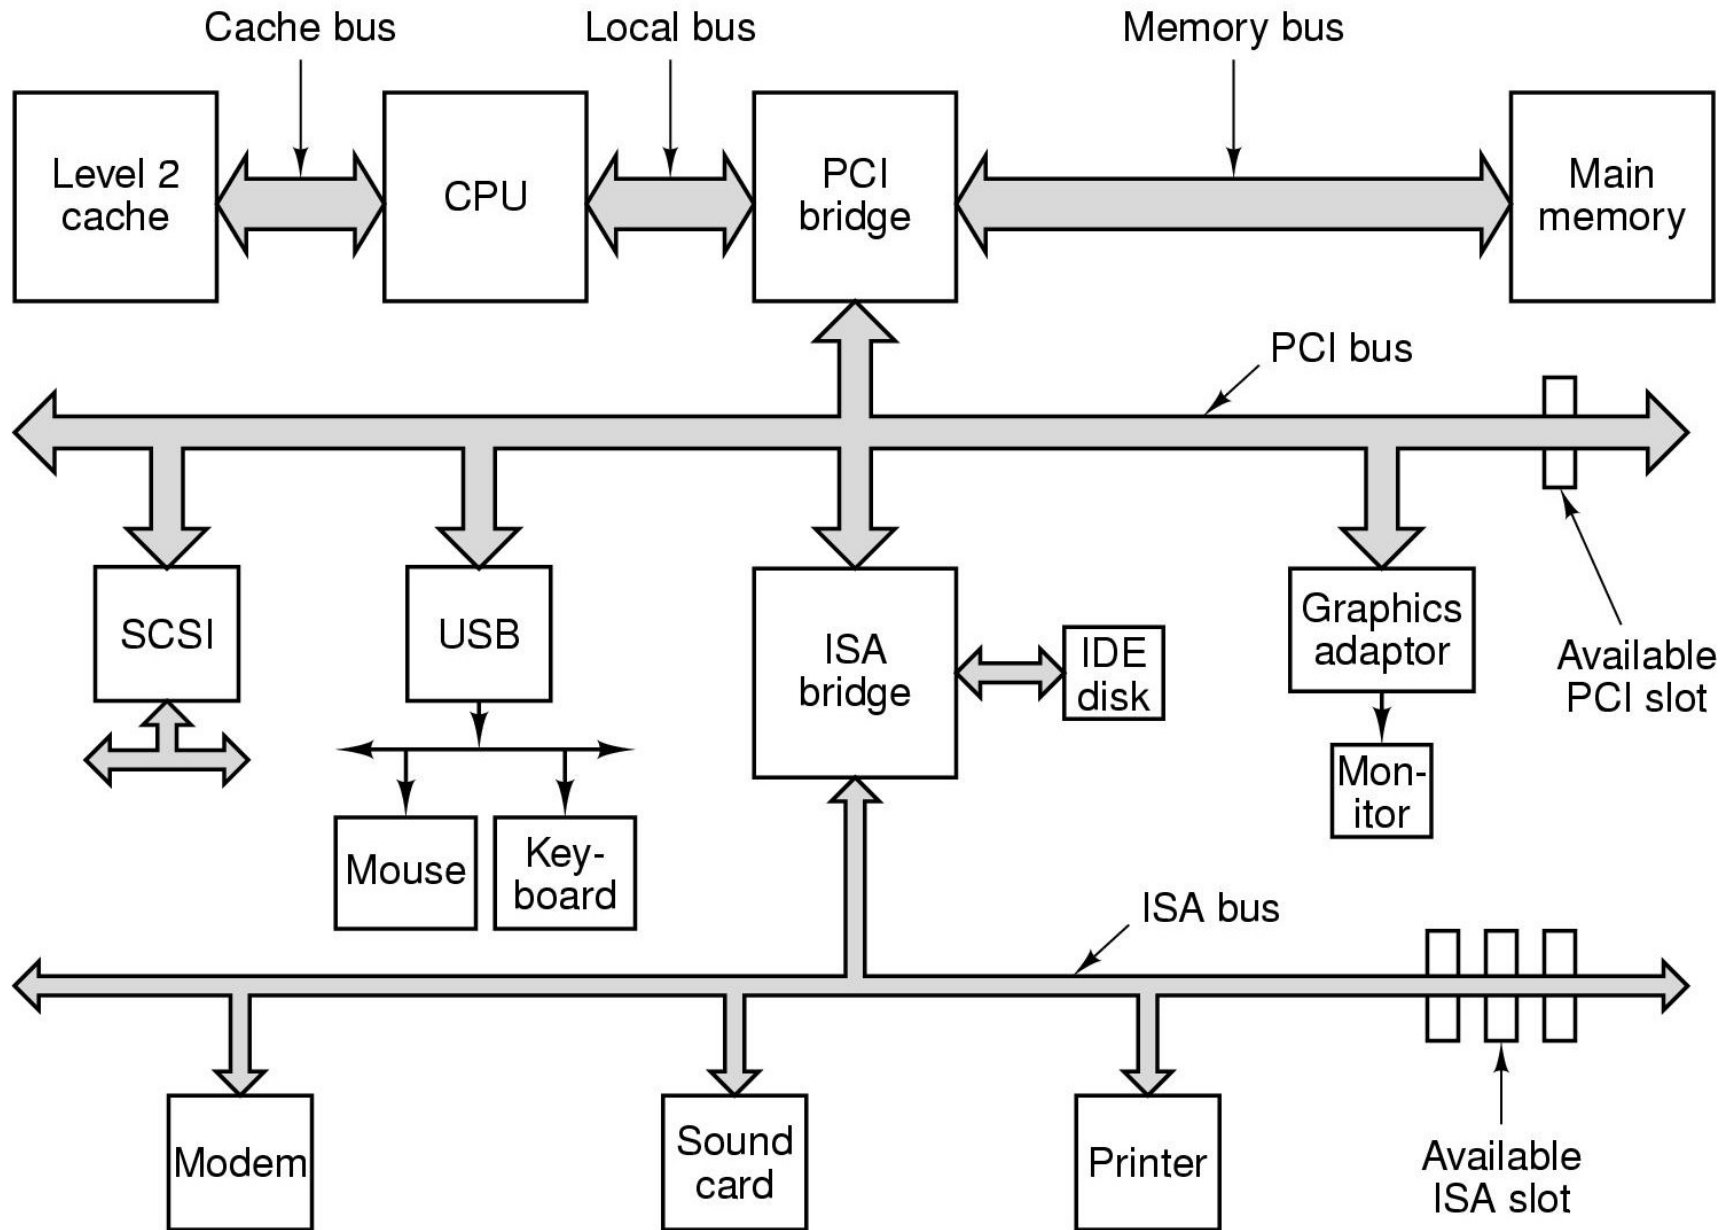 Cache bus
Local bus
Memory bus
Level 2
cache
CPU
PCI
bridge
Main
memory
PCI bus
SCSI
USB
ISA
bridge
IDE
disk
Graphics
adaptor
Available
PCI slot
Mon-
itor
Mouse
Key-
board
ISA bus
Modem
Sound
card
Printer
Available
ISA slot